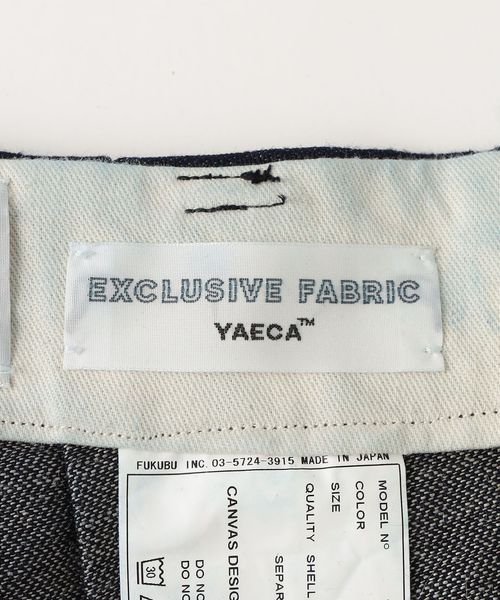 EXCLUSIVE FABRIC
YAECA™
FUKUBU INC. 03-5724-3915 MADE IN JAPAN
MODEL Nº
COLOR
SIZE
QUALITY SHELL
SEPAR
CANVAS DESIG
DO NO
DO NO
30